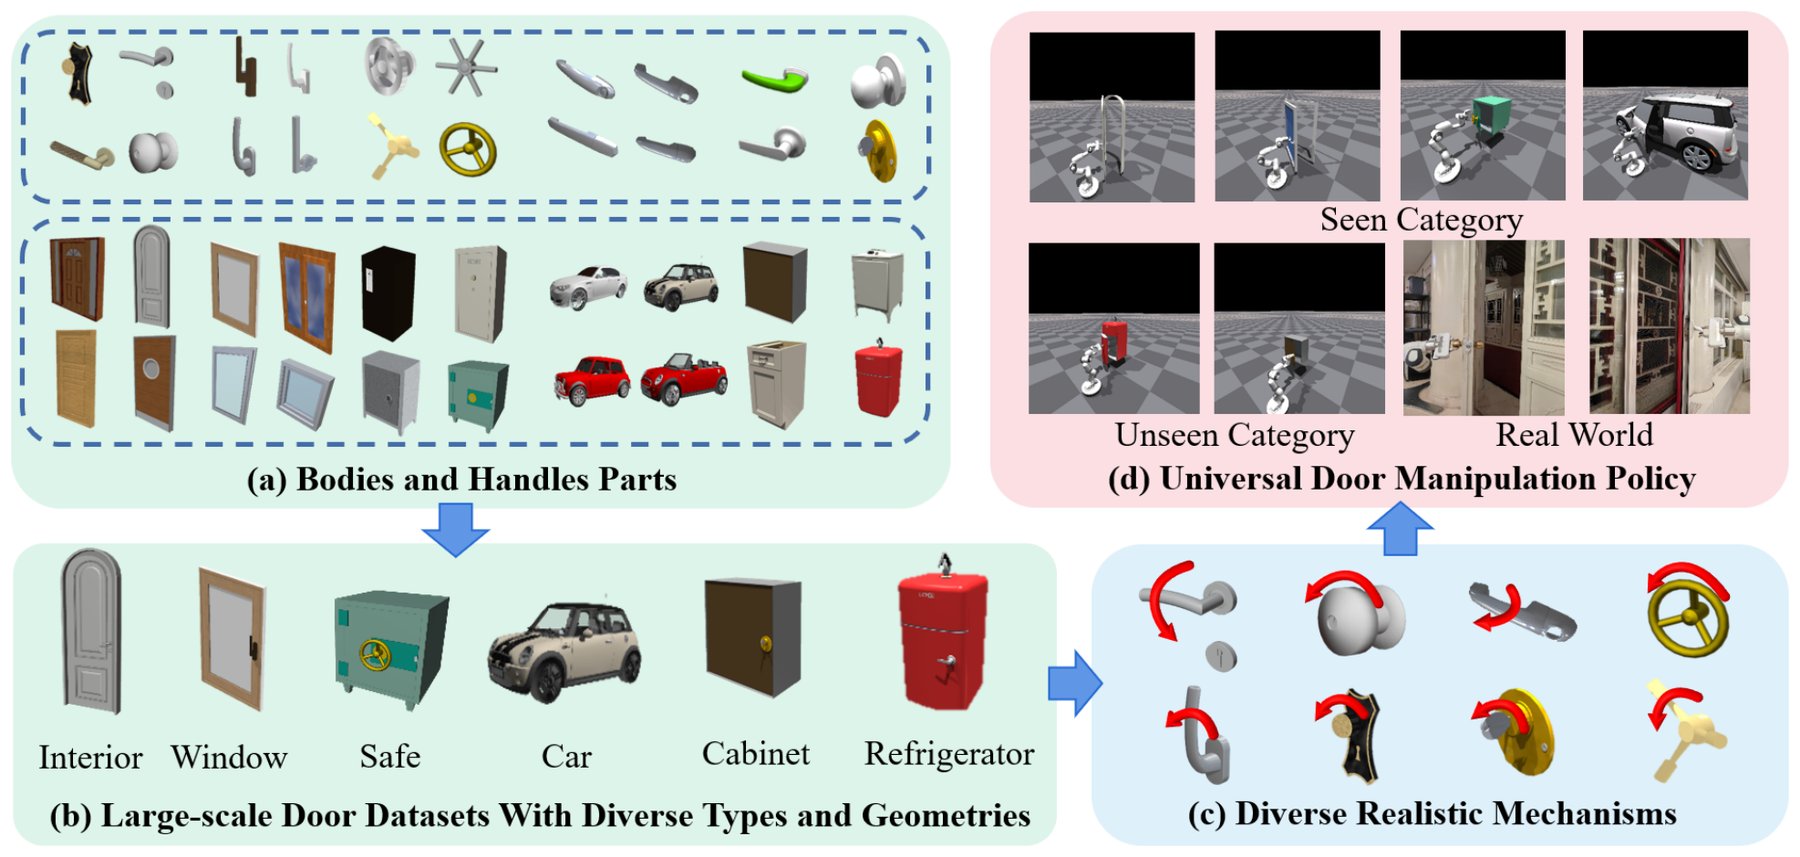 Seen Category
Unseen Category
Real World
(a) Bodies and Handles Parts
(d) Universal Door Manipulation Policy
Interior
Window
Safe
Car
Cabinet
Refrigerator
(b) Large-scale Door Datasets With Diverse Types and Geometries
(c) Diverse Realistic Mechanisms